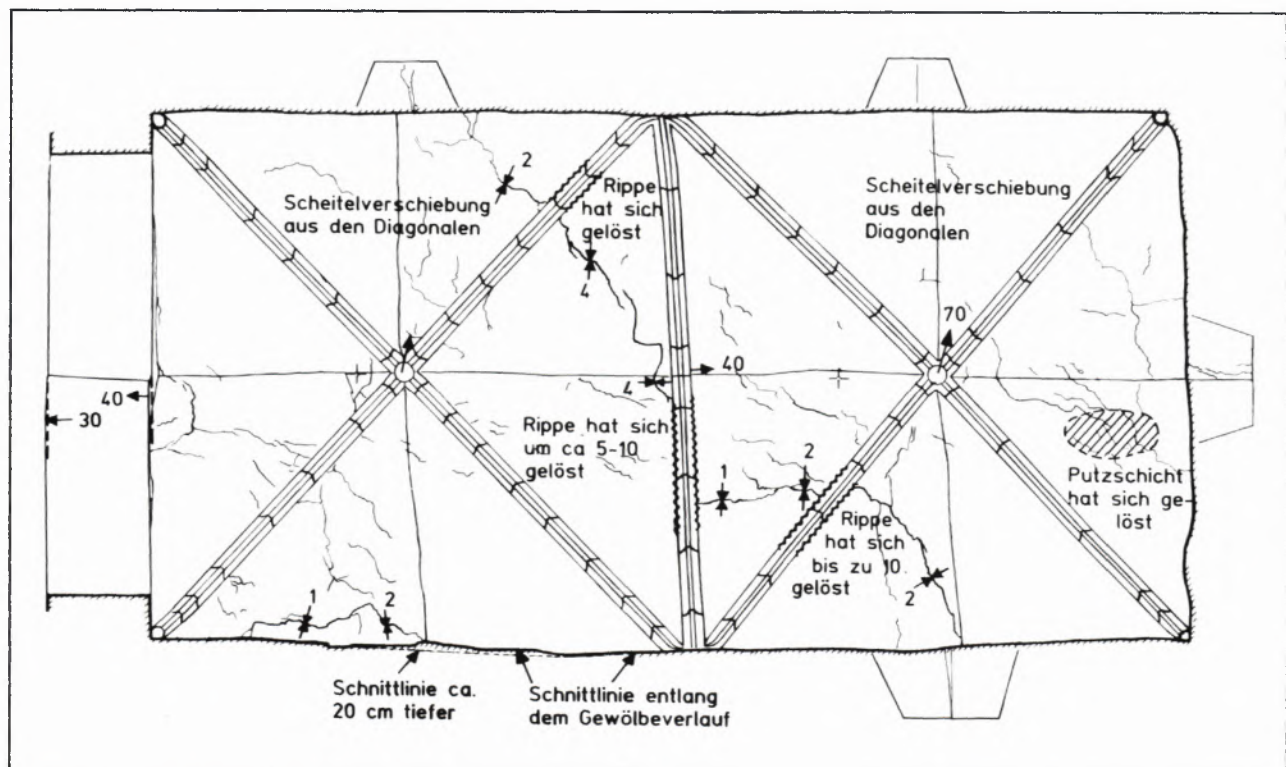 2
Scheitelverschiebung
aus den Diagonalen
Rippe
hat sich
gelöst
4
Scheitelverschiebung
aus den
Diagonalen
70
40
4
40
30
Rippe hat sich
um ca 5-10
gelöst
1
2
Rippe
hat sich
bis zu 10
gelöst
2
Putzschicht
hat sich ge-
löst
1
2
Schnittlinie ca.
20 cm tiefer
Schnittlinie entlang
dem Gewölbeverlauf